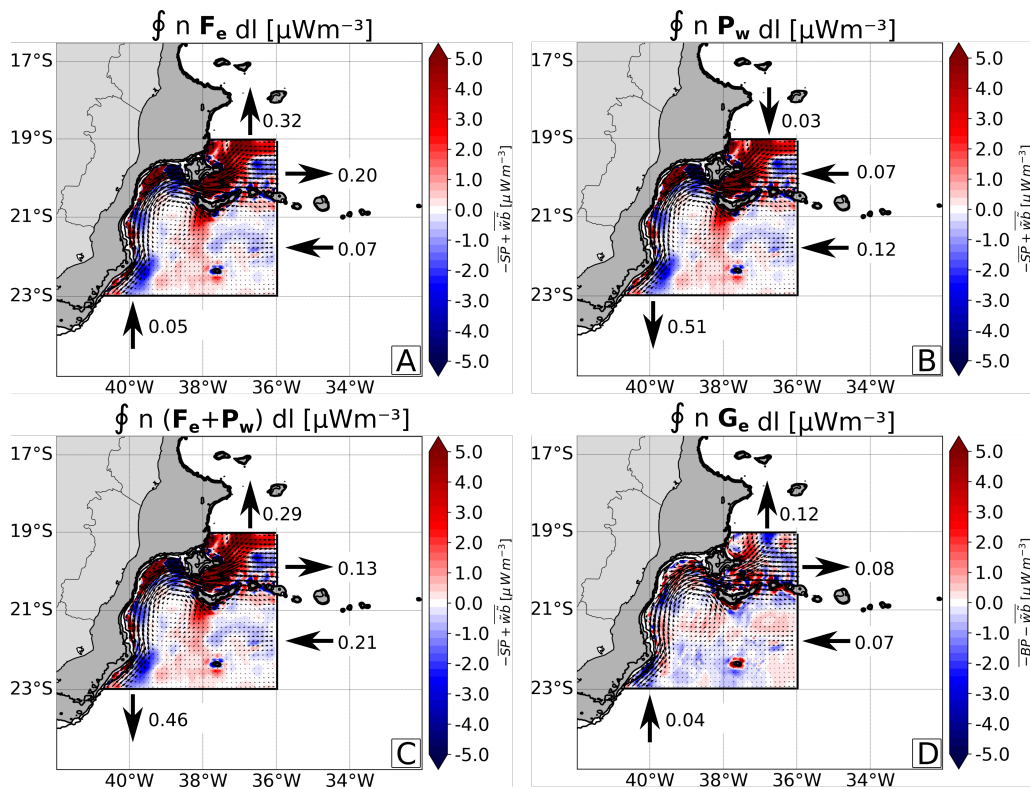 ∮ n F_e dl [μWm⁻³]
17°S
19°S
21°S
23°S
40°W 38°W 36°W 34°W
0.32
0.20
0.07
0.05
A
5.0
4.0
3.0
2.0
1.0
0.0
-1.0
-2.0
-3.0
-4.0
-5.0
−SP + w̃b̃ [μWm⁻³]
∮ n P_w dl [μWm⁻³]
17°S
19°S
21°S
23°S
40°W 38°W 36°W 34°W
0.03
0.07
0.12
0.51
B
5.0
4.0
3.0
2.0
1.0
0.0
-1.0
-2.0
-3.0
-4.0
-5.0
−SP + w̃b̃ [μWm⁻³]
∮ n (F_e+P_w) dl [μWm⁻³]
17°S
19°S
21°S
23°S
40°W 38°W 36°W 34°W
0.29
0.13
0.21
0.46
C
5.0
4.0
3.0
2.0
1.0
0.0
-1.0
-2.0
-3.0
-4.0
-5.0
−SP + w̃b̃ [μWm⁻³]
∮ n G_e dl [μWm⁻³]
17°S
19°S
21°S
23°S
40°W 38°W 36°W 34°W
0.12
0.08
0.07
0.04
D
5.0
4.0
3.0
2.0
1.0
0.0
-1.0
-2.0
-3.0
-4.0
-5.0
−BP − w̃b̃ [μWm⁻³]